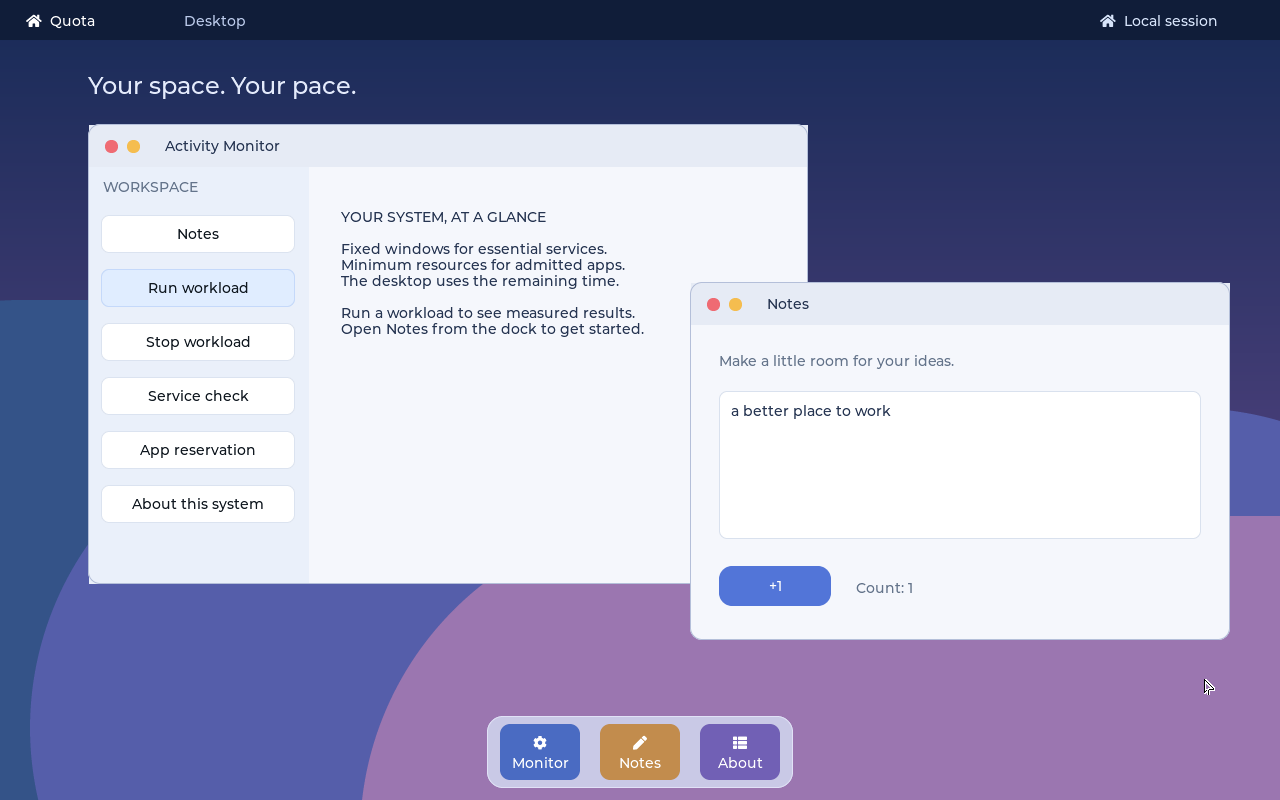 Quota
Desktop
Local session
Your space. Your pace.
Activity Monitor
WORKSPACE
Notes
Run workload
Stop workload
Service check
App reservation
About this system
YOUR SYSTEM, AT A GLANCE
Fixed windows for essential services.
Minimum resources for admitted apps.
The desktop uses the remaining time.
Run a workload to see measured results.
Open Notes from the dock to get started.
Notes
Make a little room for your ideas.
a better place to work
+1
Count: 1
Monitor
Notes
About